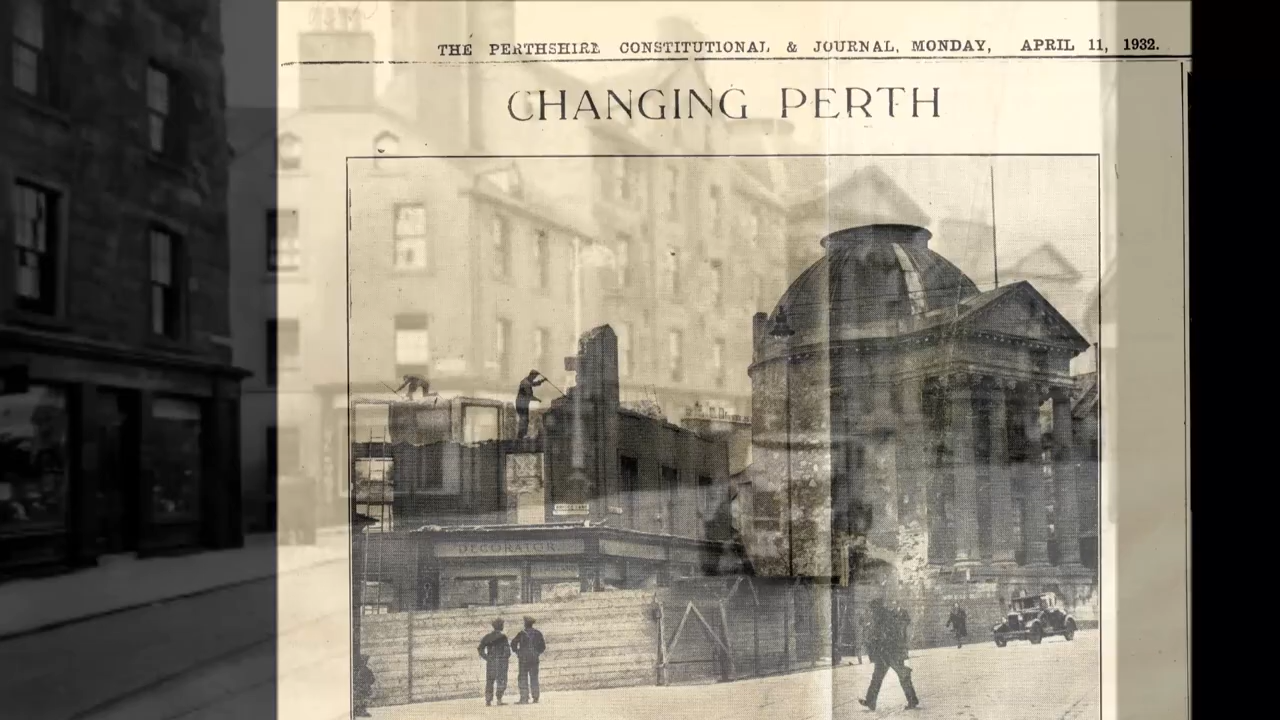 THE PERTHSHIRE CONSTITUTIONAL & JOURNAL, MONDAY, APRIL 11, 1932.
CHANGING PERTH
DECORATOR